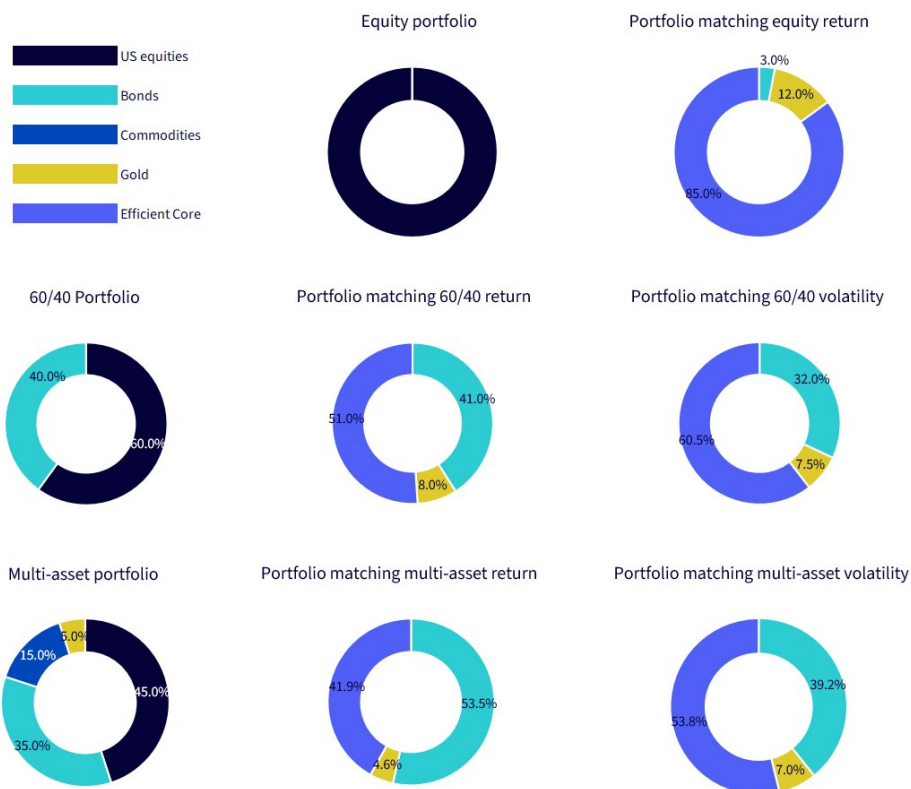 Equity portfolio
Portfolio matching equity return
US equities
Bonds
Commodities
Gold
Efficient Core
3.0%
12.0%
85.0%
60/40 Portfolio
Portfolio matching 60/40 return
Portfolio matching 60/40 volatility
40.0%
60.0%
41.0%
51.0%
8.0%
32.0%
60.5%
7.5%
Multi-asset portfolio
Portfolio matching multi-asset return
Portfolio matching multi-asset volatility
5.0%
15.0%
45.0%
35.0%
41.9%
53.5%
4.6%
39.2%
53.8%
7.0%